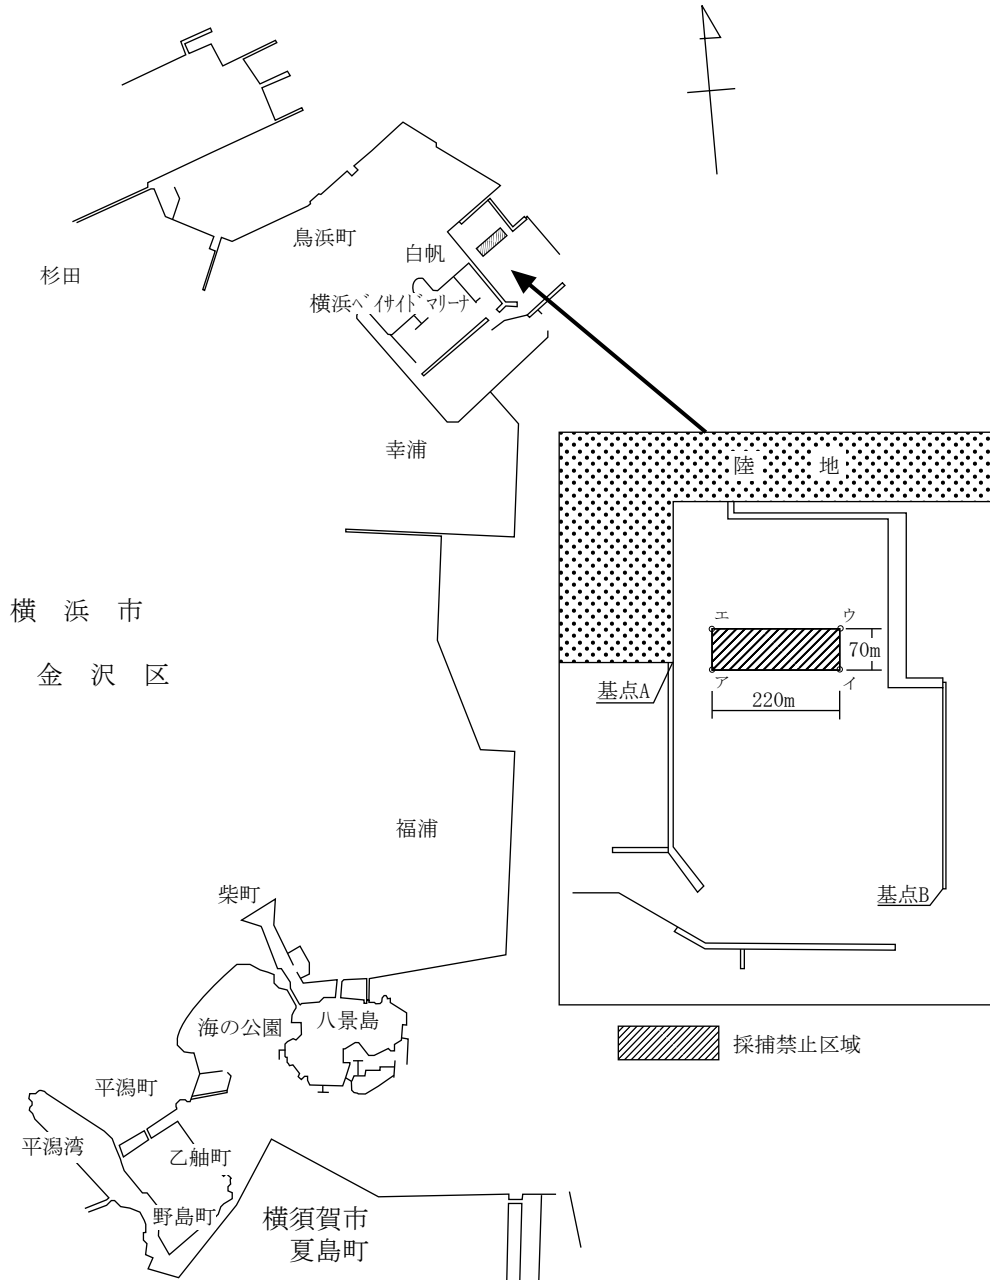 鳥浜町
白帆
杉田
横浜ベイサイドマリーナ
幸浦
陸 地
横 浜 市
金 沢 区
エ
ウ
70m
ア
イ
基点A
220m
福浦
基点B
柴町
海の公園
八景島
採捕禁止区域
平潟町
平潟湾
乙舳町
野島町
横須賀市
夏島町